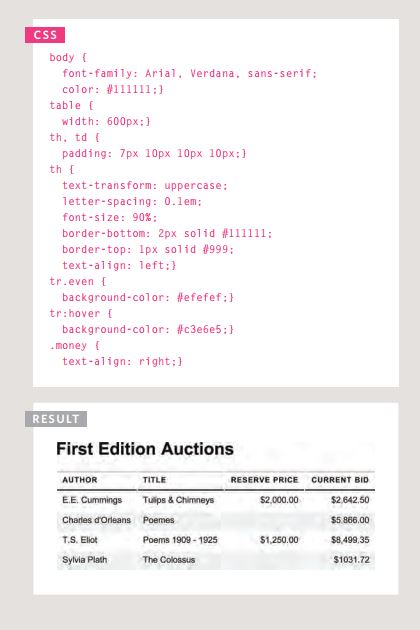 CSS
body {
font-family: Arial, Verdana, sans-serif;
color: #111111;}
table {
width: 600px;}
th, td {
padding: 7px 10px 10px 10px;}
th {
text-transform: uppercase;
letter-spacing: 0.1em;
font-size: 90%;
border-bottom: 2px solid #111111;
border-top: 1px solid #999;
text-align: left;}
tr.even {
background-color: #efefef;}
tr:hover {
background-color: #c3e6e5;}
.money {
text-align: right;}
RESULT
First Edition Auctions
AUTHOR TITLE RESERVE PRICE CURRENT BID
E.E. Cummings Tulips & Chimneys $2,000.00 $2,642.50
Charles d'Orleans Poemes $5.866.00
T.S. Eliot Poems 1909 - 1925 $1,250.00 $8,499.35
Sylvia Plath The Colossus $1031.72